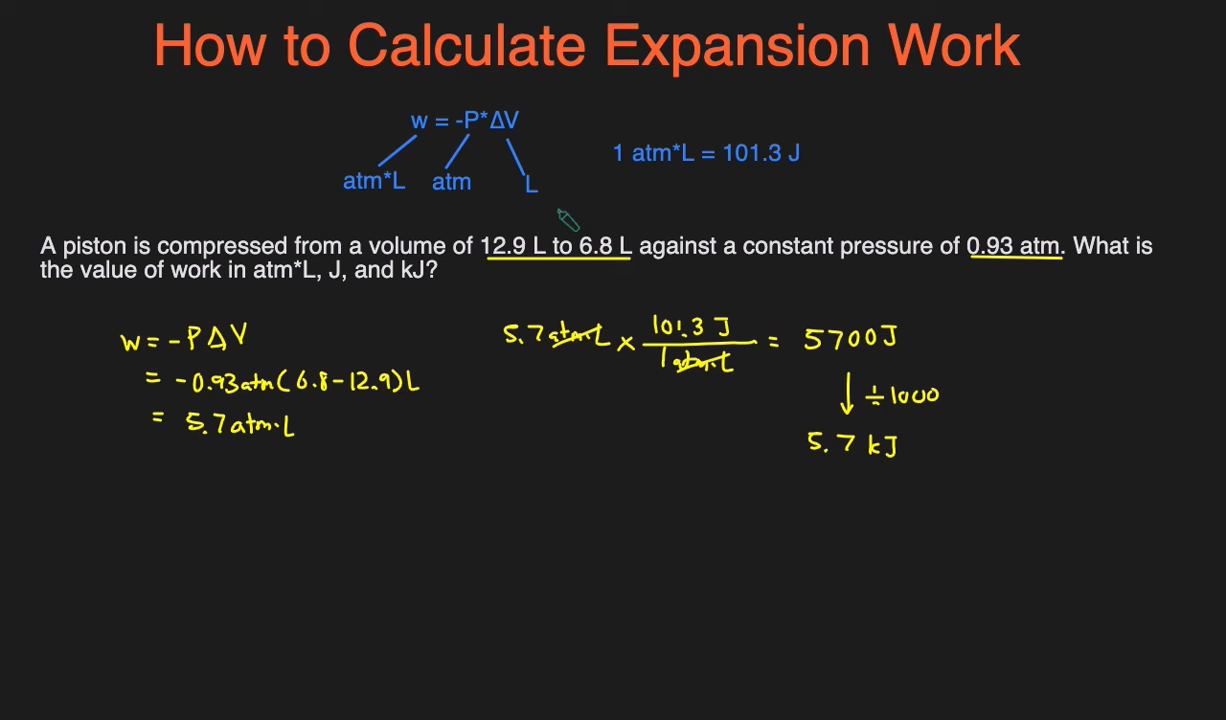 How to Calculate Expansion Work
w = -P*ΔV
1 atm*L = 101.3 J
atm*L atm L
A piston is compressed from a volume of 12.9 L to 6.8 L against a constant pressure of 0.93 atm. What is
the value of work in atm*L, J, and kJ?
w = -PΔV
= -0.93atm(6.8-12.9)L
= 5.7atm·L
5.7atm·L x 101.3 J
1atm·L
= 5700J
÷1000
5.7 kJ